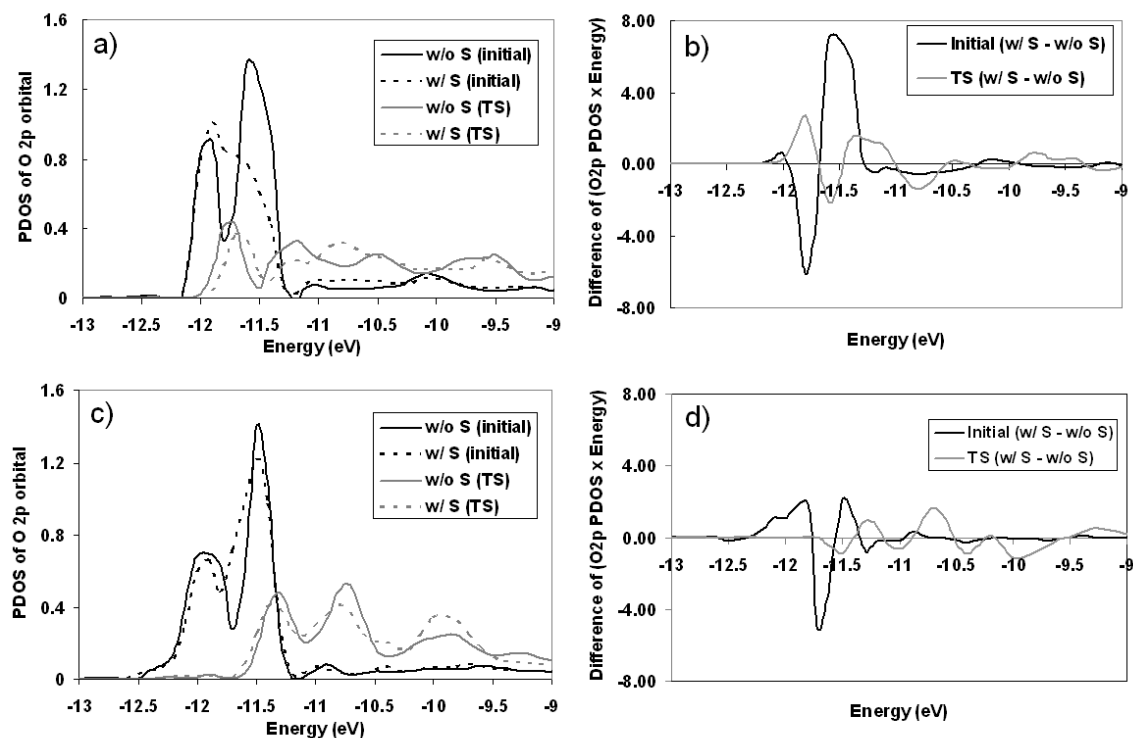 a)
PDOS of O 2p orbital
1.6
1.2
0.8
0.4
0
w/o S (initial)
w/ S (initial)
w/o S (TS)
w/ S (TS)
-13 -12.5 -12 -11.5 -11 -10.5 -10 -9.5 -9
Energy (eV)
b)
Difference of (O2p PDOS x Energy)
8.00
4.00
0.00
-4.00
-8.00
Initial (w/ S - w/o S)
TS (w/ S - w/o S)
-13 -12.5 -12 -11.5 -11 -10.5 -10 -9.5 -9
Energy (eV)
c)
PDOS of O 2p orbital
1.6
1.2
0.8
0.4
0
w/o S (initial)
w/ S (initial)
w/o S (TS)
w/ S (TS)
-13 -12.5 -12 -11.5 -11 -10.5 -10 -9.5 -9
Energy (eV)
d)
Difference of (O2p PDOS x Energy)
8.00
4.00
0.00
-4.00
-8.00
Initial (w/ S - w/o S)
TS (w/ S - w/o S)
-13 -12.5 -12 -11.5 -11 -10.5 -10 -9.5 -9
Energy (eV)